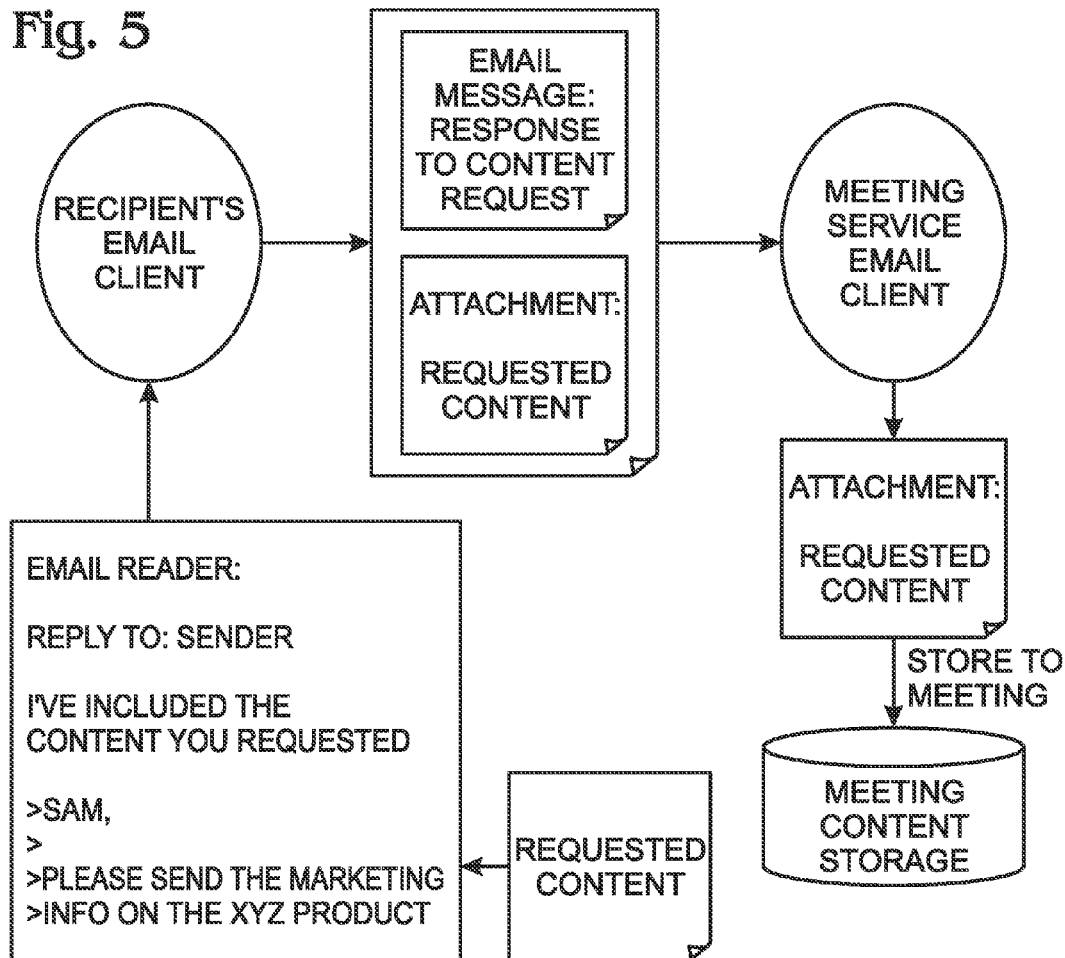 Fig. 5
EMAIL
MESSAGE:
RESPONSE
TO CONTENT
REQUEST
RECIPIENT'S
EMAIL
CLIENT
MEETING
SERVICE
EMAIL
CLIENT
ATTACHMENT:
REQUESTED
CONTENT
ATTACHMENT:
REQUESTED
CONTENT
STORE TO
MEETING
MEETING
CONTENT
STORAGE
EMAIL READER:
REPLY TO: SENDER
I'VE INCLUDED THE
CONTENT YOU REQUESTED
>SAM,
>
>PLEASE SEND THE MARKETING
>INFO ON THE XYZ PRODUCT
REQUESTED
CONTENT